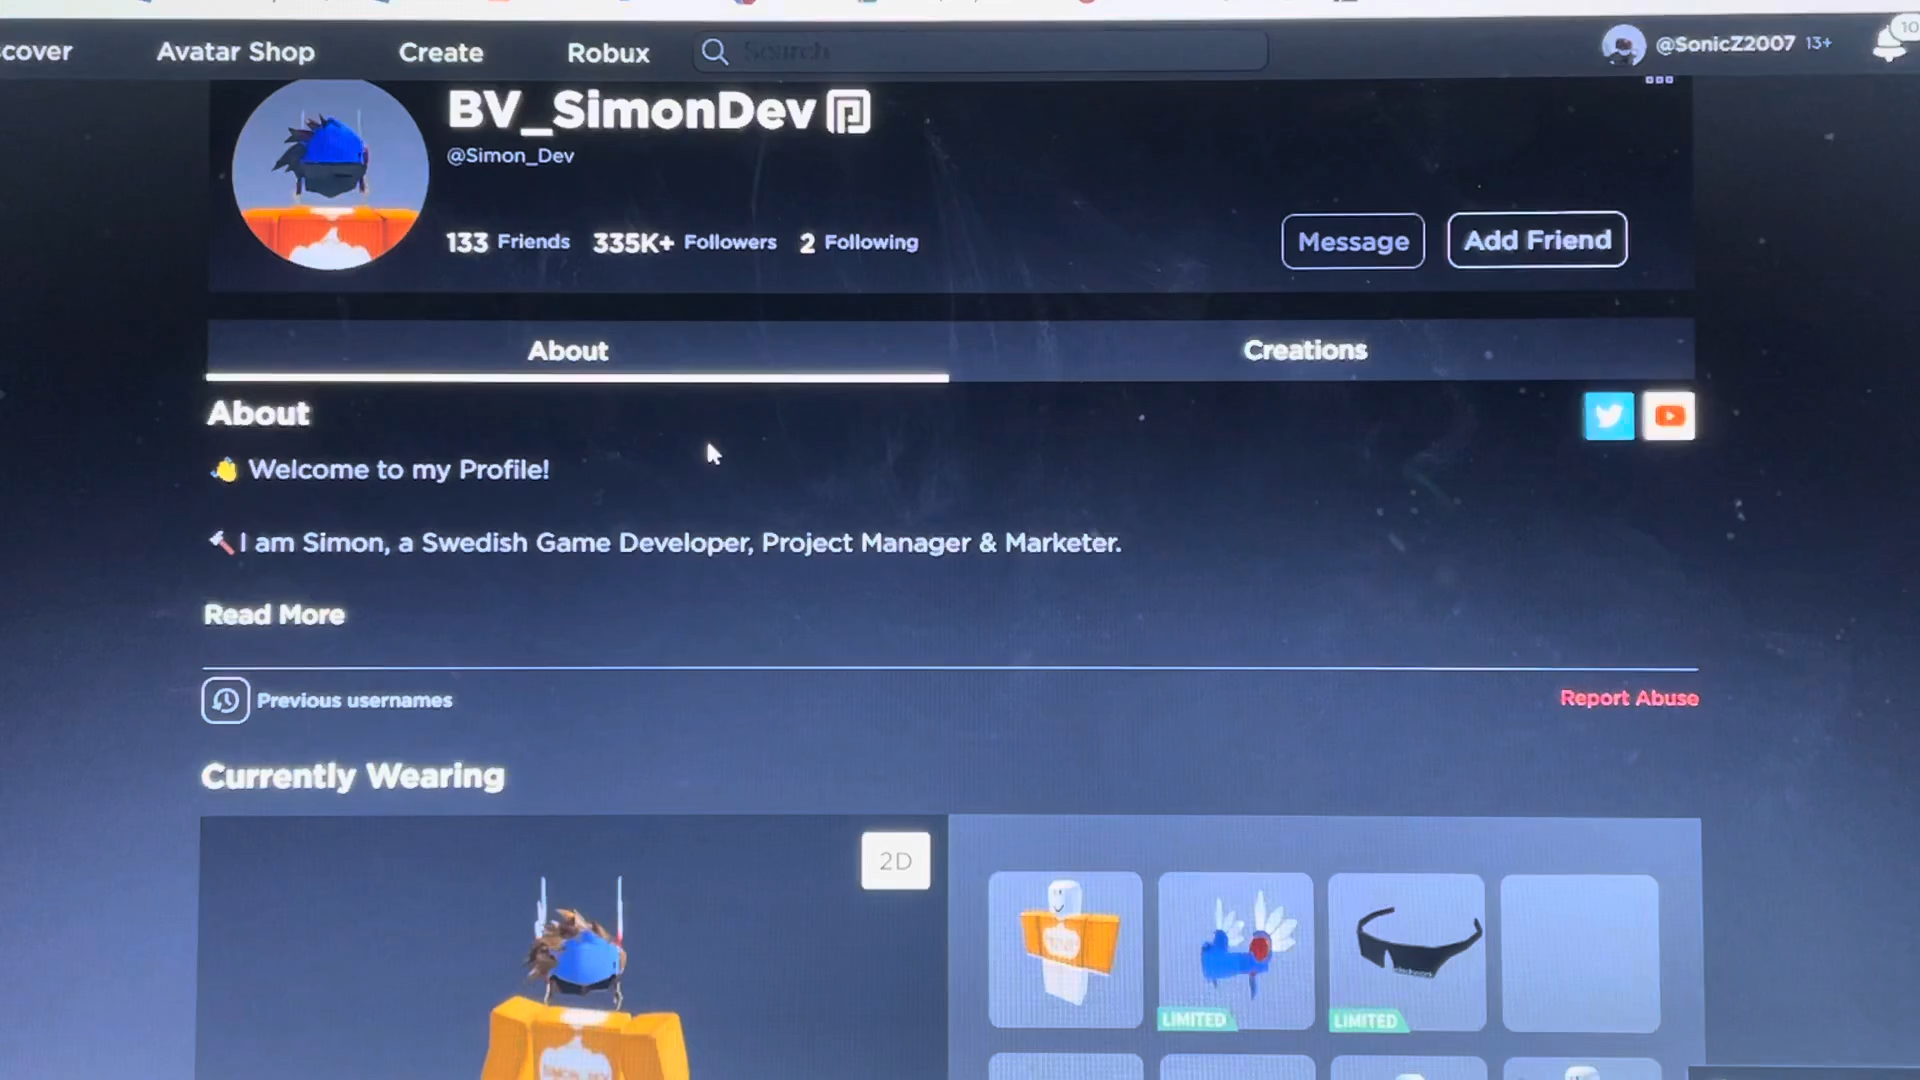 cover Avatar Shop Create Robux Search @SonicZ2007 13+ 10
BV_SimonDev
@Simon_Dev
133 Friends 335K+ Followers 2 Following Message Add Friend
About Creations
About
👋 Welcome to my Profile!
🔨 I am Simon, a Swedish Game Developer, Project Manager & Marketer.
Read More
Previous usernames Report Abuse
Currently Wearing
2D
LIMITED LIMITED